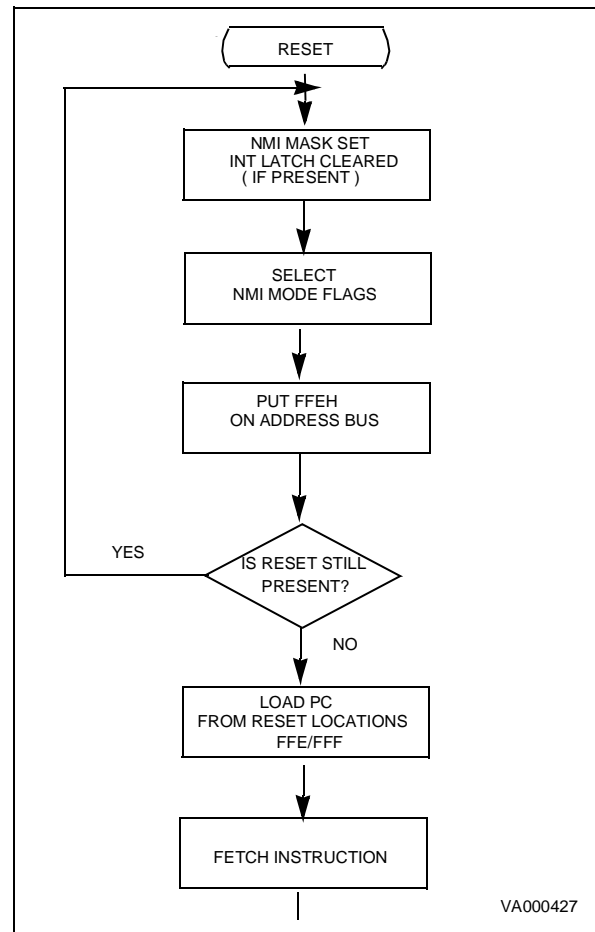 RESET
NMI MASK SET
INT LATCH CLEARED
( IF PRESENT )
SELECT
NMI MODE FLAGS
PUT FFEH
ON ADDRESS BUS
YES
IS RESET STILL
PRESENT?
NO
LOAD PC
FROM RESET LOCATIONS
FFE/FFF
FETCH INSTRUCTION
VA000427